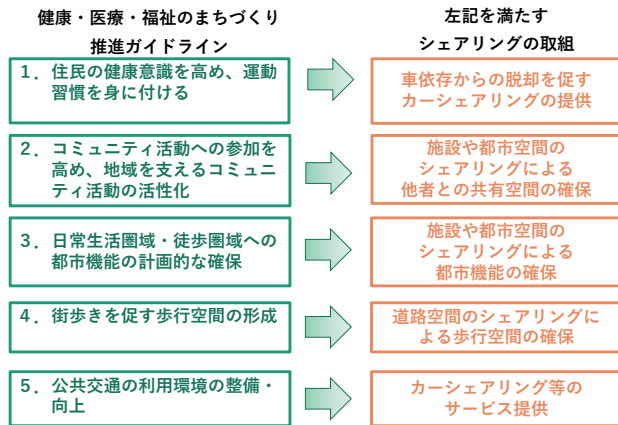 健康・医療・福祉のまちづくり
推進ガイドライン
左記を満たす
シェアリングの取組
1．住民の健康意識を高め、運動
習慣を身に付ける
車依存からの脱却を促す
カーシェアリングの提供
2．コミュニティ活動への参加を
高め、地域を支えるコミュニ
ティ活動の活性化
施設や都市空間の
シェアリングによる
他者との共有空間の確保
3．日常生活圏域・徒歩圏域への
都市機能の計画的な確保
施設や都市空間の
シェアリングによる
都市機能の確保
4．街歩きを促す歩行空間の形成
道路空間のシェアリングに
よる歩行空間の確保
5．公共交通の利用環境の整備・
向上
カーシェアリング等の
サービス提供